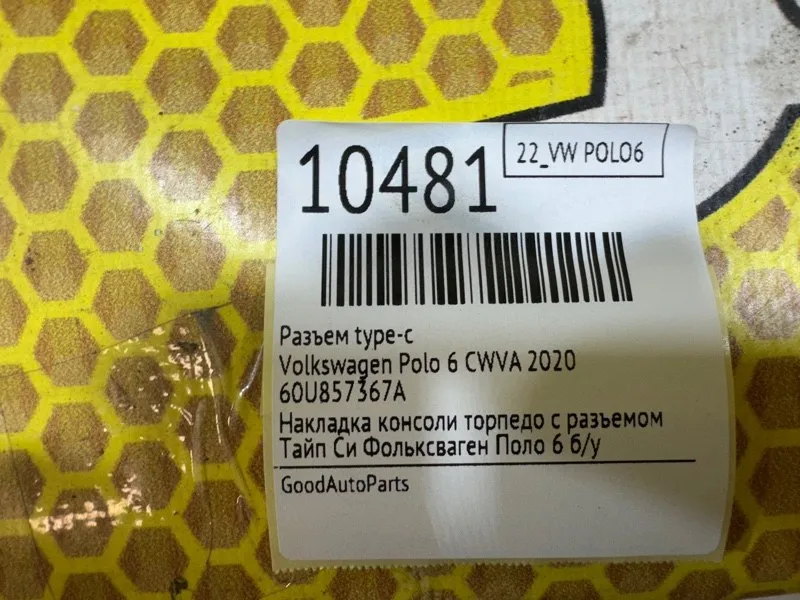 10481
22_VW POLO6
Разъем type-c
Volkswagen Polo 6 CWVA 2020
60U857367A
Накладка консоли торпедо с разъемом
Тайп Си Фольксваген Поло 6 б/у
GoodAutoParts